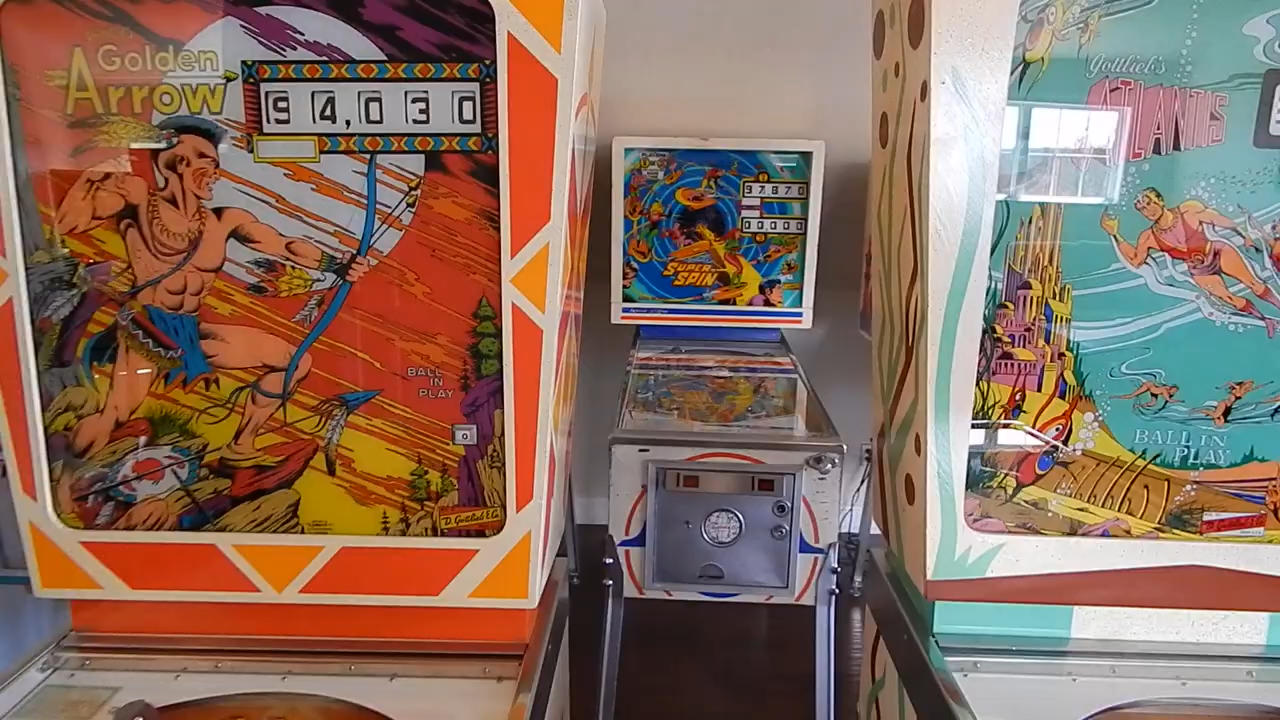 Golden
Arrow
94,030
BALL
IN
PLAY
0
D. Gottlieb & Co.
97,870
00,000
SUPER
SPIN
Gottlieb's
ATLANTIS
BALL IN
PLAY